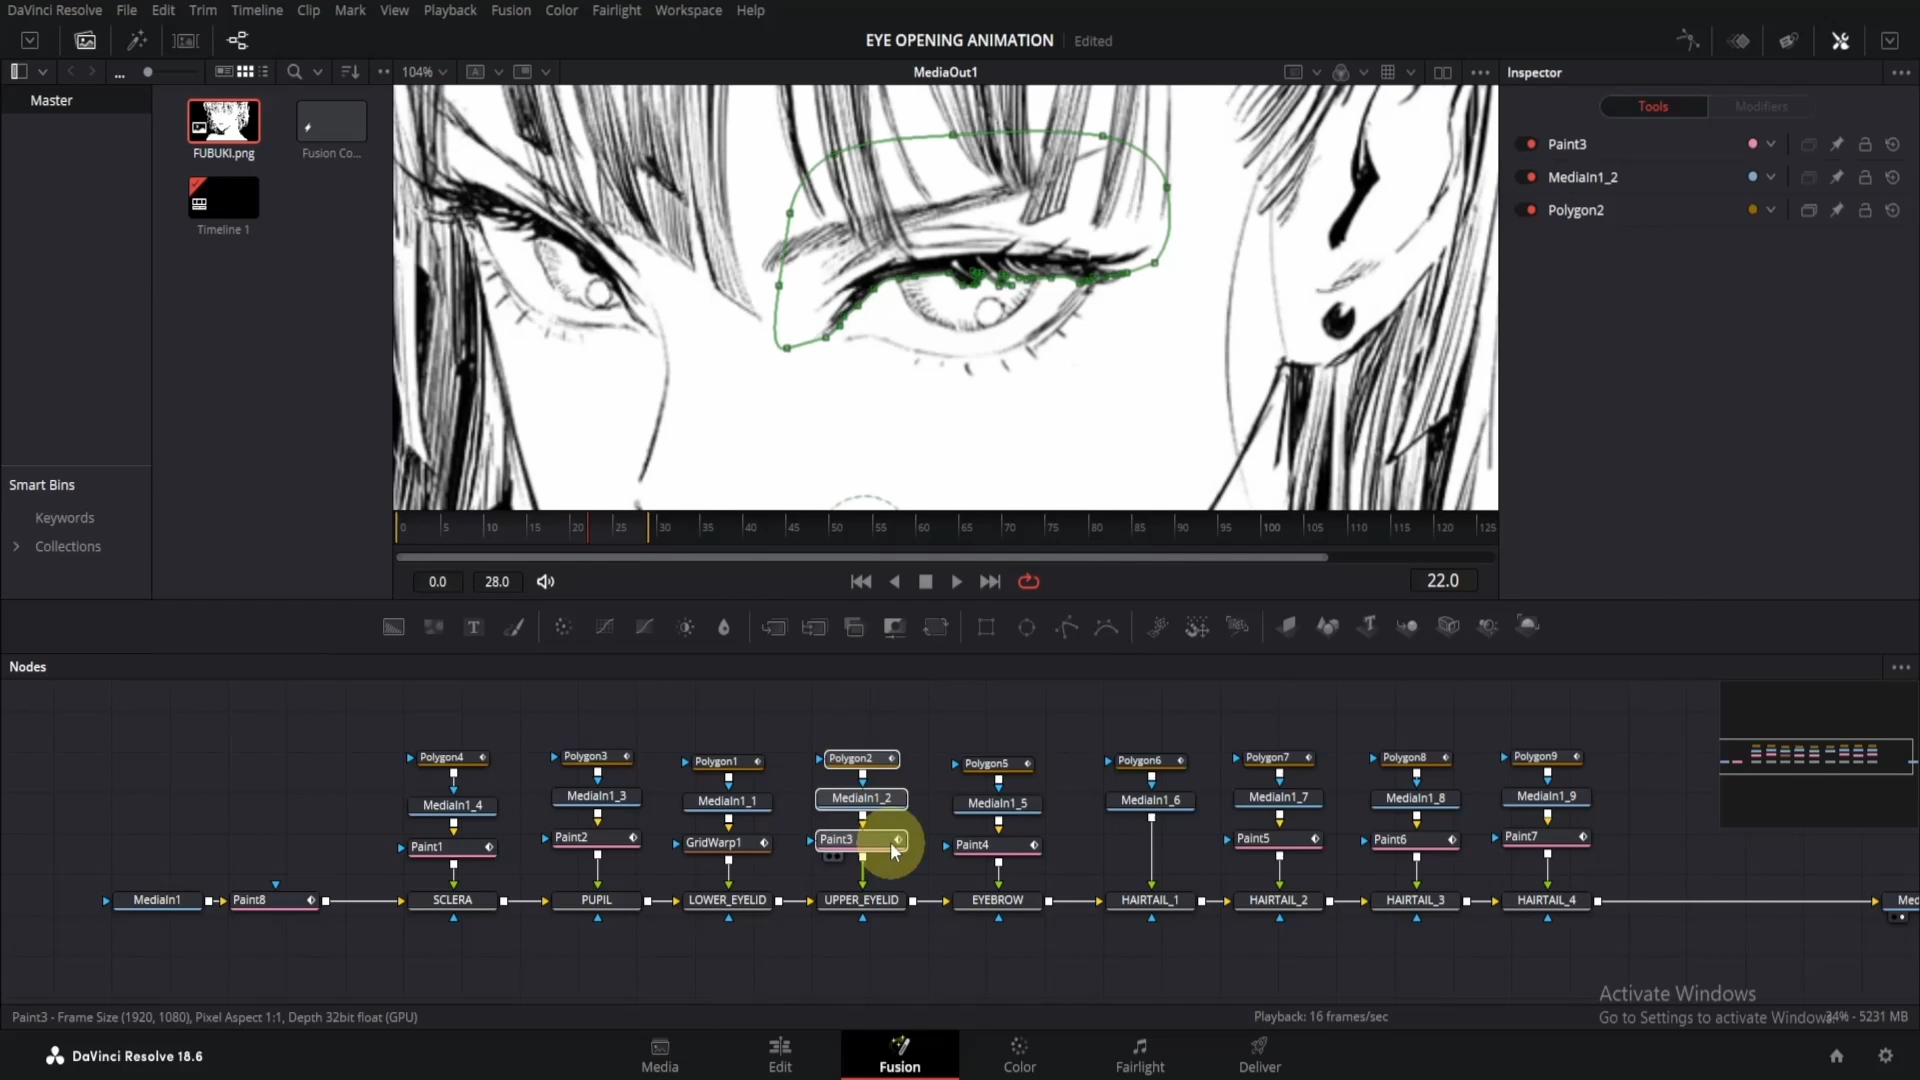 DaVinci Resolve File Edit Trim Timeline Clip Mark View Playback Fusion Color Fairlight Workspace Help
EYE OPENING ANIMATION Edited
... 104% A MediaOut1 Inspector
Master
Tools Modifiers
FUBUKI.png Fusion Co...
Timeline 1
Paint3
MediaIn1_2
Polygon2
Smart Bins
Keywords
Collections
0 5 10 15 20 25 30 35 40 45 50 55 60 65 70 75 80 85 90 95 100 105 110 115 120 125
0.0 28.0 22.0
Nodes
Polygon4 Polygon3 Polygon1 Polygon2 Polygon5 Polygon6 Polygon7 Polygon8 Polygon9
MediaIn1_4 MediaIn1_3 MediaIn1_1 MediaIn1_2 MediaIn1_5 MediaIn1_6 MediaIn1_7 MediaIn1_8 MediaIn1_9
Paint1 Paint2 GridWarp1 Paint3 Paint4 Paint5 Paint6 Paint7
MediaIn1 Paint8 SCLERA PUPIL LOWER_EYELID UPPER_EYELID EYEBROW HAIRTAIL_1 HAIRTAIL_2 HAIRTAIL_3 HAIRTAIL_4 Med
Activate Windows
Go to Settings to activate Windows.
Paint3 - Frame Size (1920, 1080), Pixel Aspect 1:1, Depth 32bit float (GPU) Playback: 16 frames/sec 34% - 5231 MB
DaVinci Resolve 18.6
Media Edit Fusion Color Fairlight Deliver